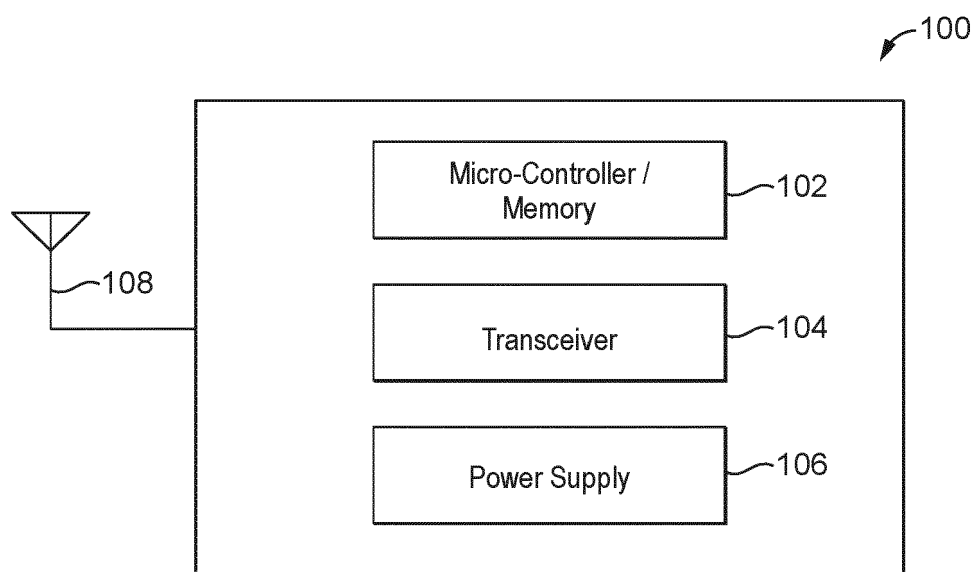 100
Micro-Controller /
Memory
102
108
Transceiver
104
Power Supply
106